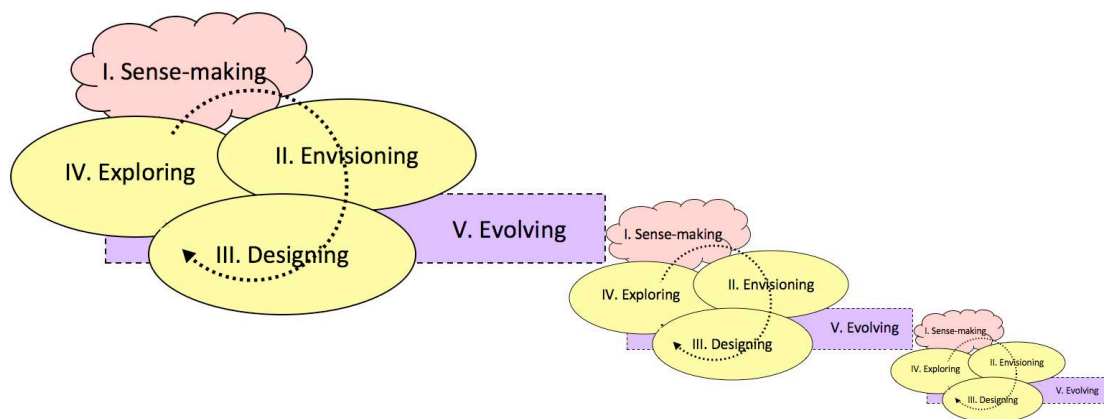 I. Sense-making
II. Envisioning
IV. Exploring
V. Evolving
III. Designing
I. Sense-making
II. Envisioning
IV. Exploring
V. Evolving
III. Designing
I. Sense-making
II. Envisioning
IV. Exploring
V. Evolving
III. Designing